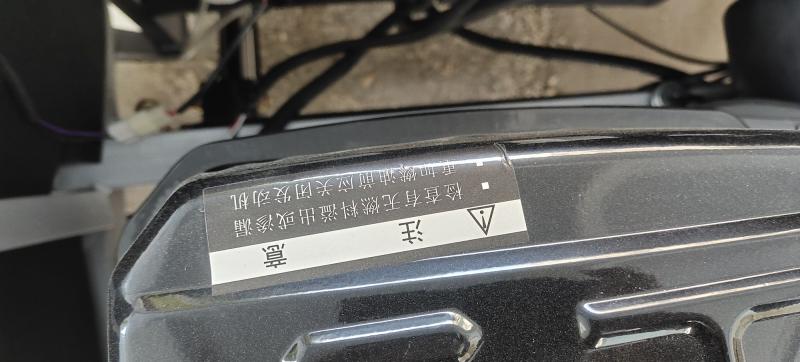 ⚠注意
▪检查有无燃料溢出或渗漏
▪重加燃油前应关闭发动机